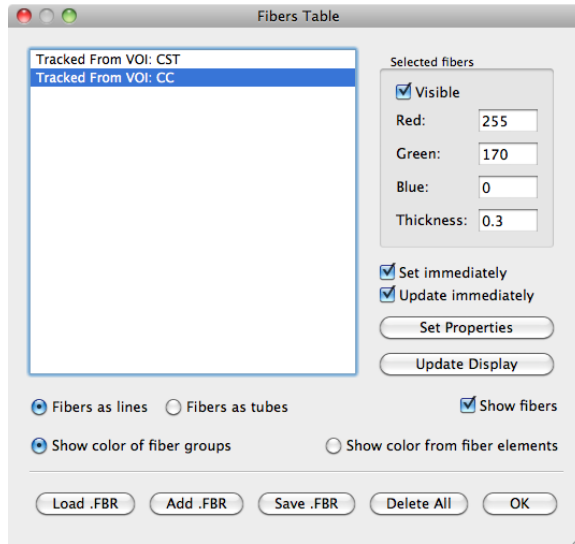 Fibers Table
Tracked From VOI: CST
Tracked From VOI: CC
Selected fibers
Visible
Red: 255
Green: 170
Blue: 0
Thickness: 0.3
Set immediately
Update immediately
Set Properties
Update Display
Fibers as lines Fibers as tubes Show fibers
Show color of fiber groups Show color from fiber elements
Load .FBR Add .FBR Save .FBR Delete All OK